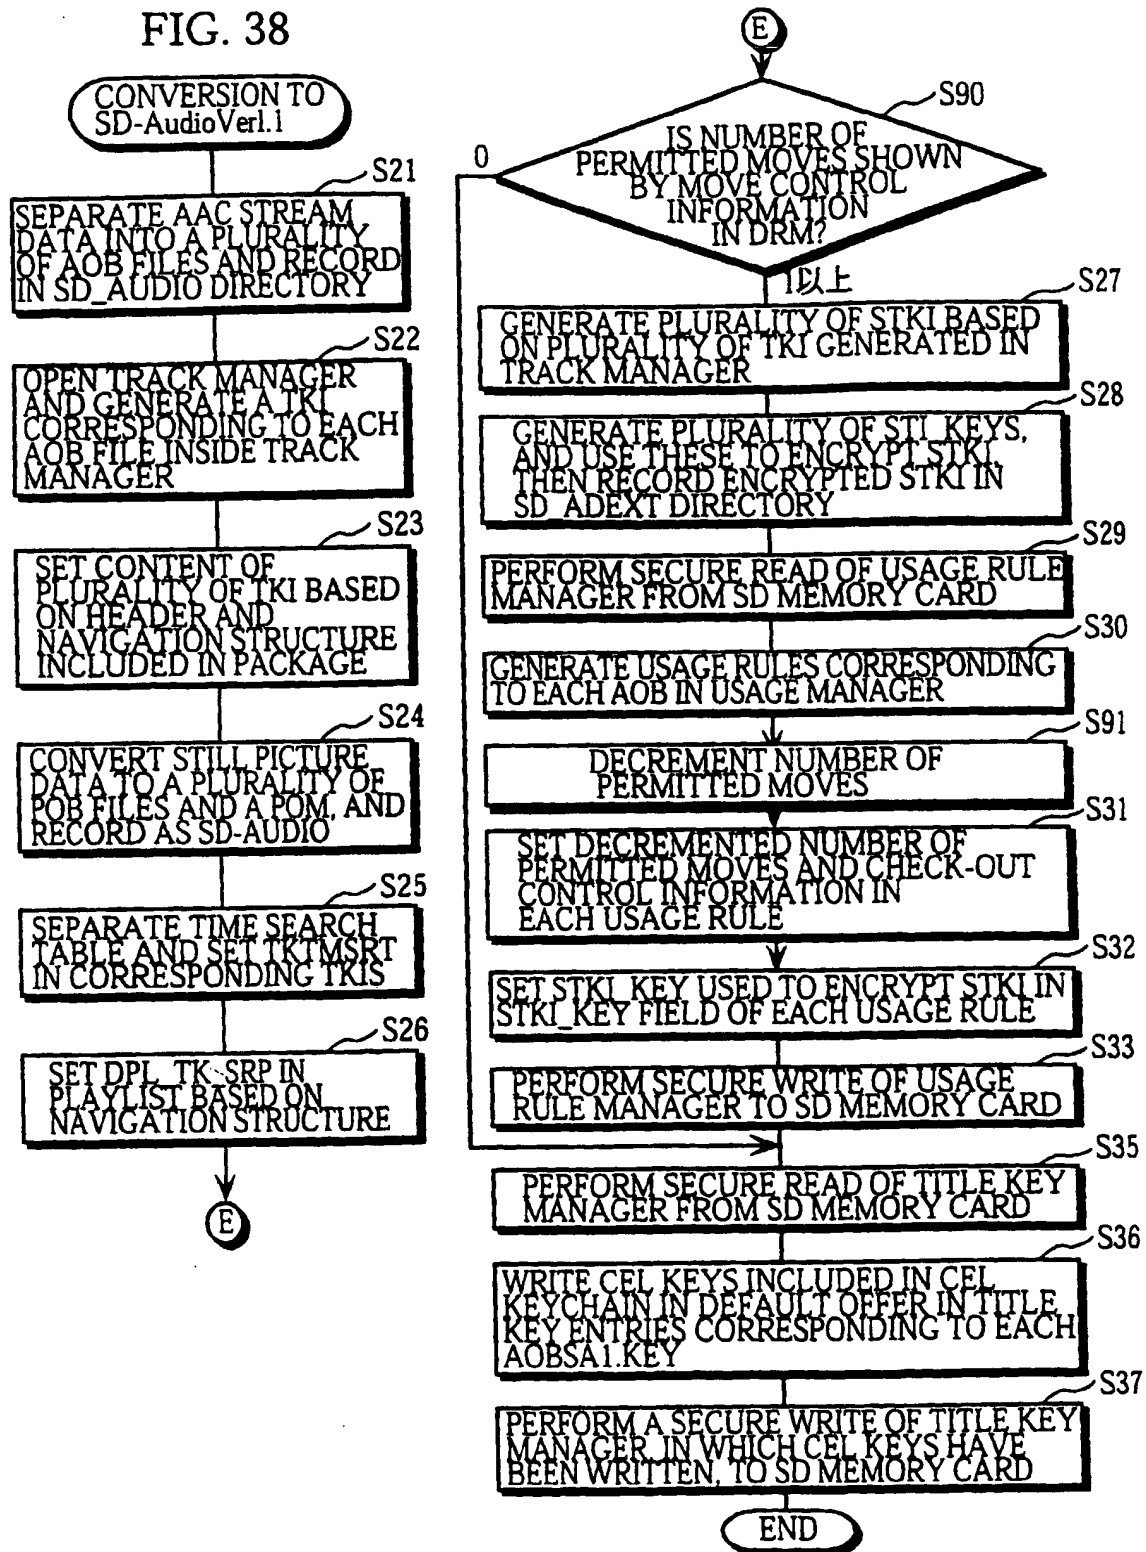 FIG. 38
CONVERSION TO
SD-AudioVer1.1
S21
SEPARATE AAC STREAM
DATA INTO A PLURALITY
OF AOB FILES AND RECORD
IN SD_AUDIO DIRECTORY
S22
OPEN TRACK MANAGER
AND GENERATE A TKI
CORRESPONDING TO EACH
AOB FILE INSIDE TRACK
MANAGER
S23
SET CONTENT OF
PLURALITY OF TKI BASED
ON HEADER AND
NAVIGATION STRUCTURE
INCLUDED IN PACKAGE
S24
CONVERT STILL PICTURE
DATA TO A PLURALITY OF
POB FILES AND A POM, AND
RECORD AS SD-AUDIO
S25
SEPARATE TIME SEARCH
TABLE AND SET TKTMSRT
IN CORRESPONDING TKIS
S26
SET DPL_TK_SRP IN
PLAYLIST BASED ON
NAVIGATION STRUCTURE
E
E
S90
IS NUMBER OF
PERMITTED MOVES SHOWN
BY MOVE CONTROL
INFORMATION
IN DRM?
0
1以上
S27
GENERATE PLURALITY OF STKI BASED
ON PLURALITY OF TKI GENERATED IN
TRACK MANAGER
S28
GENERATE PLURALITY OF STI_KEYS,
AND USE THESE TO ENCRYPT STKI,
THEN RECORD ENCRYPTED STKI IN
SD_ADEXT DIRECTORY
S29
PERFORM SECURE READ OF USAGE RULE
MANAGER FROM SD MEMORY CARD
S30
GENERATE USAGE RULES CORRESPONDING
TO EACH AOB IN USAGE MANAGER
S91
DECREMENT NUMBER OF
PERMITTED MOVES
S31
SET DECREMENTED NUMBER OF
PERMITTED MOVES AND CHECK-OUT
CONTROL INFORMATION IN
EACH USAGE RULE
S32
SET STKI_KEY USED TO ENCRYPT STKI IN
STKI_KEY FIELD OF EACH USAGE RULE
S33
PERFORM SECURE WRITE OF USAGE
RULE MANAGER TO SD MEMORY CARD
S35
PERFORM SECURE READ OF TITLE KEY
MANAGER FROM SD MEMORY CARD
S36
WRITE CEL KEYS INCLUDED IN CEL
KEYCHAIN IN DEFAULT OFFER IN TITLE
KEY ENTRIES CORRESPONDING TO EACH
AOBSA1.KEY
S37
PERFORM A SECURE WRITE OF TITLE KEY
MANAGER, IN WHICH CEL KEYS HAVE
BEEN WRITTEN, TO SD MEMORY CARD
END